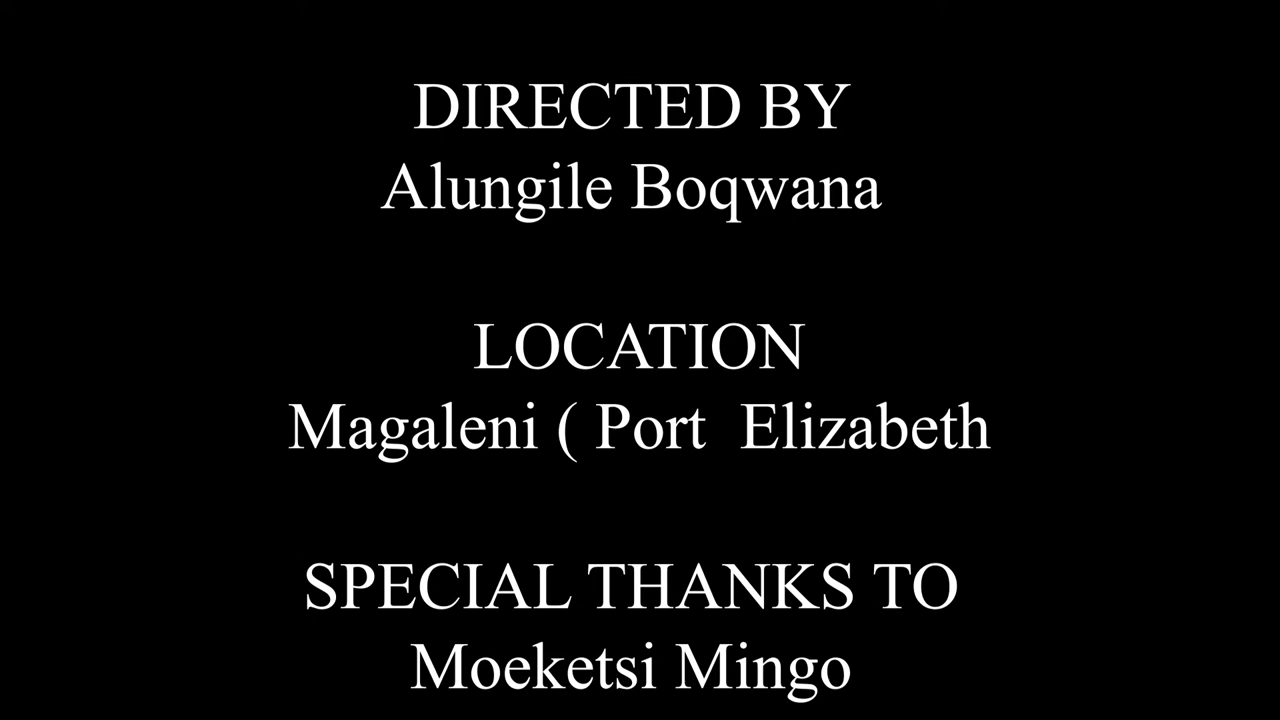 DIRECTED BY
Alungile Boqwana
LOCATION
Magaleni ( Port  Elizabeth
SPECIAL THANKS TO
Moeketsi Mingo